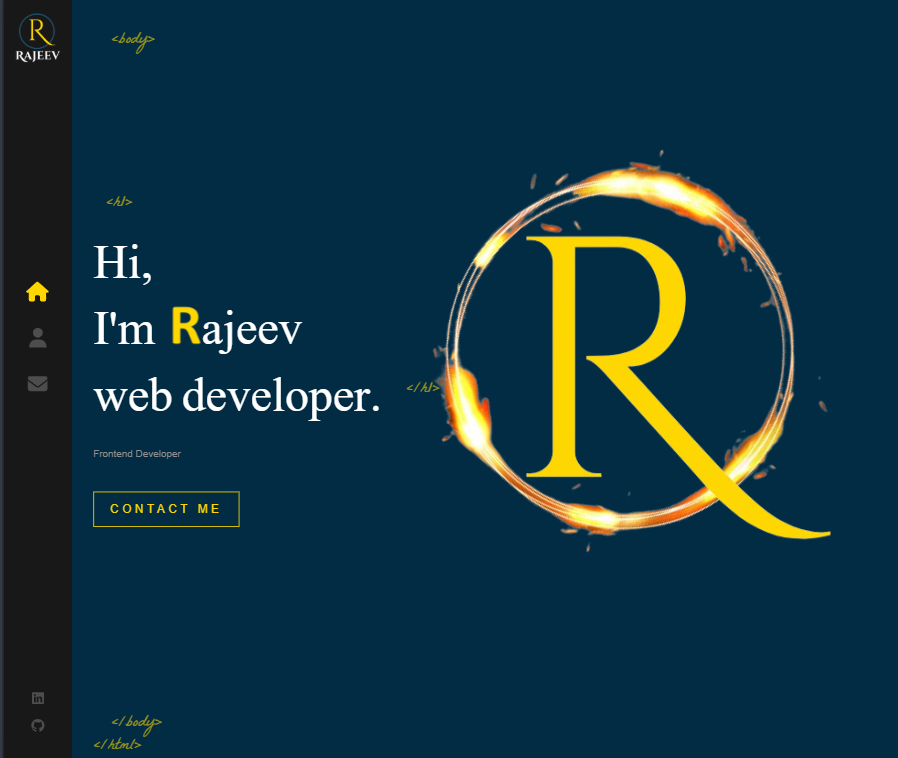 R
RAJEEV
<body>
<h1>
Hi,
I'm Rajeev
web developer.
</h1>
Frontend Developer
CONTACT ME
R
</body>
</html>